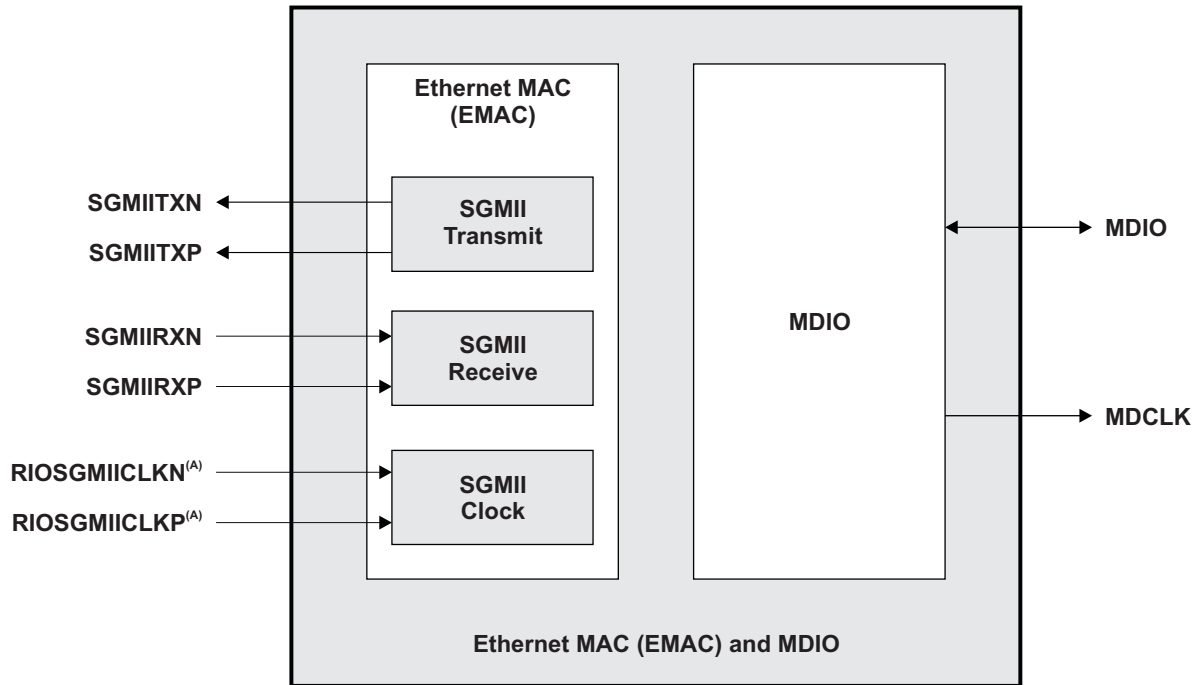 Ethernet MAC
(EMAC)
SGMIITXN
SGMIITXP
SGMII
Transmit
SGMIIRXN
SGMIIRXP
SGMII
Receive
RIOSGMIICLKN(A)
RIOSGMIICLKP(A)
SGMII
Clock
MDIO
MDIO
MDCLK
Ethernet MAC (EMAC) and MDIO